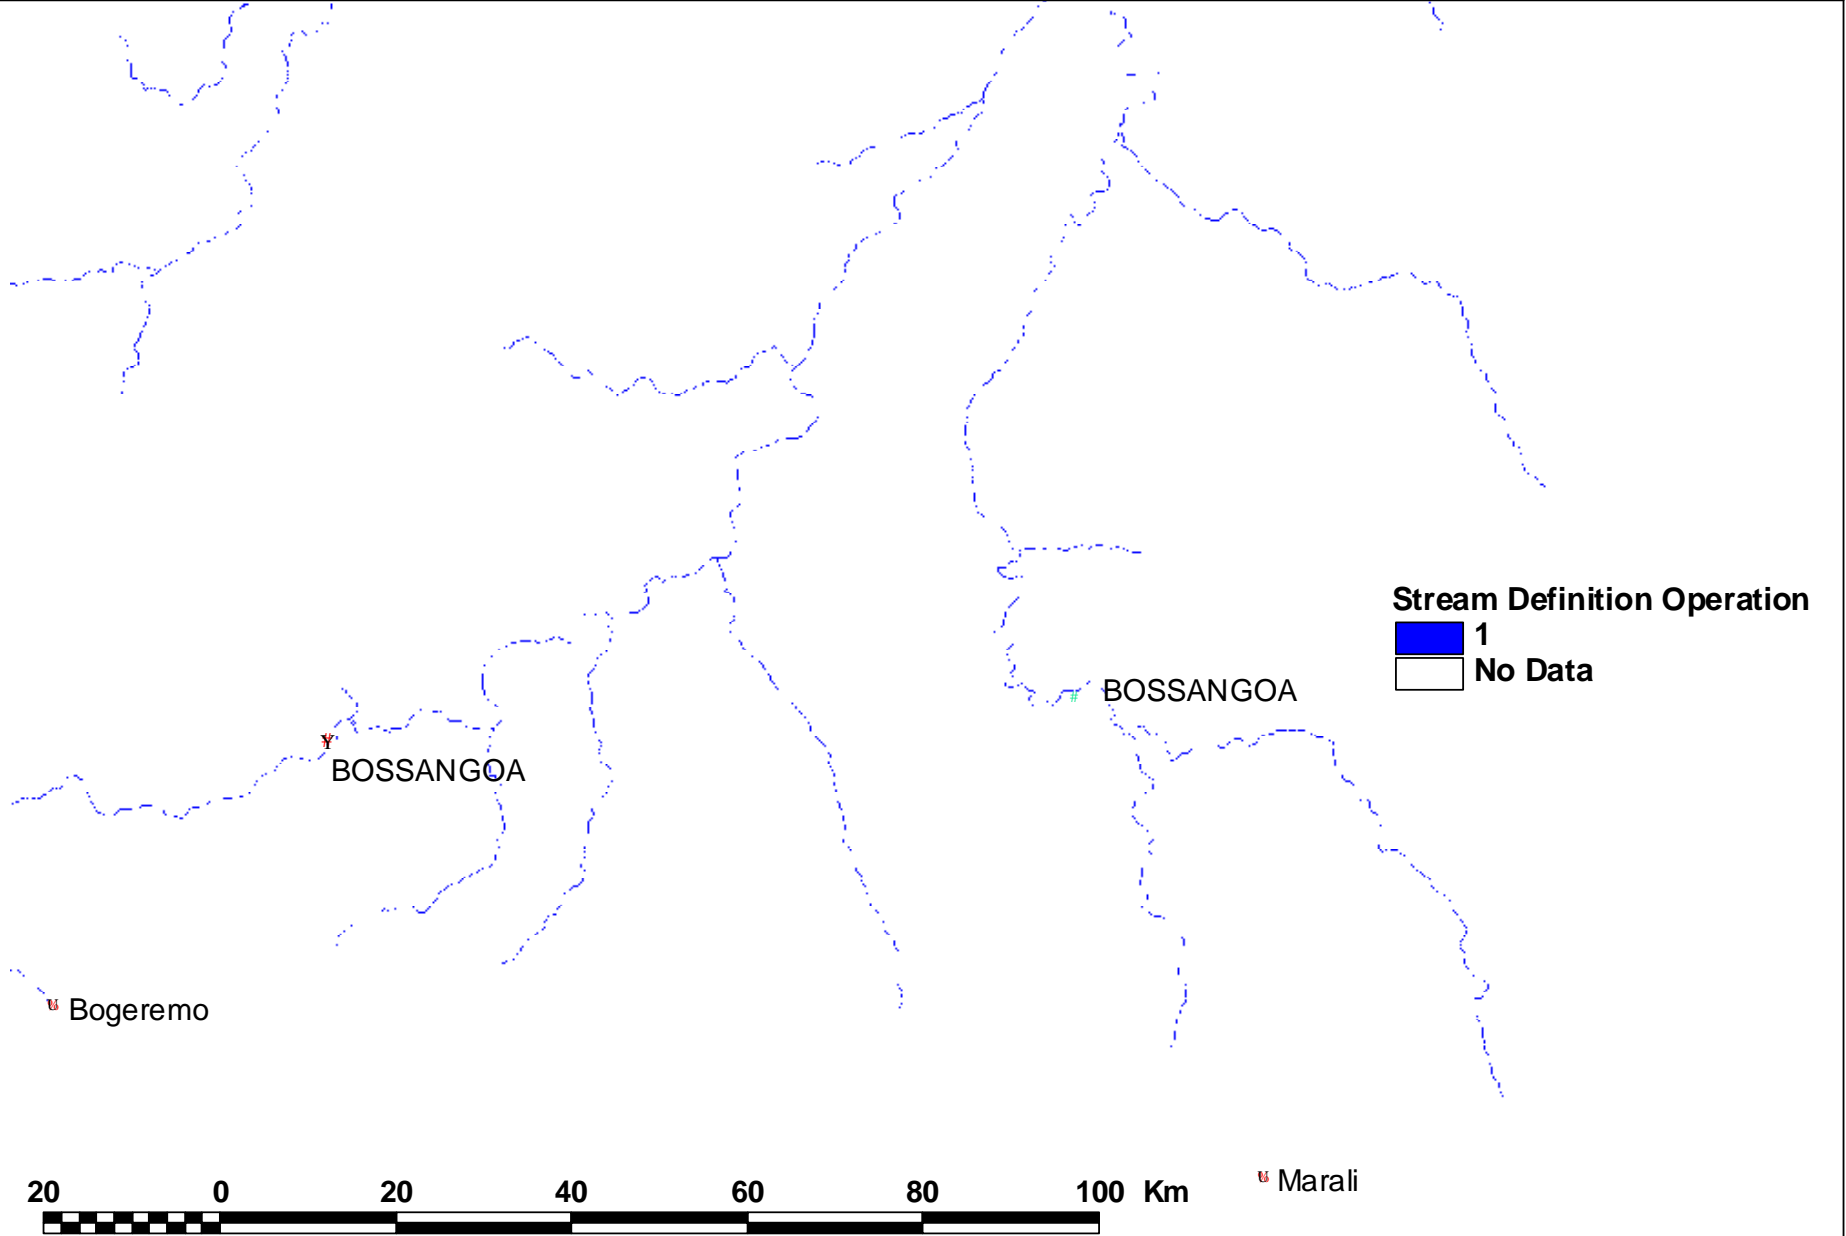 Stream Definition Operation
1
No Data
BOSSANGOA
BOSSANGOA
Bogeremo
Marali
20 0 20 40 60 80 100 Km